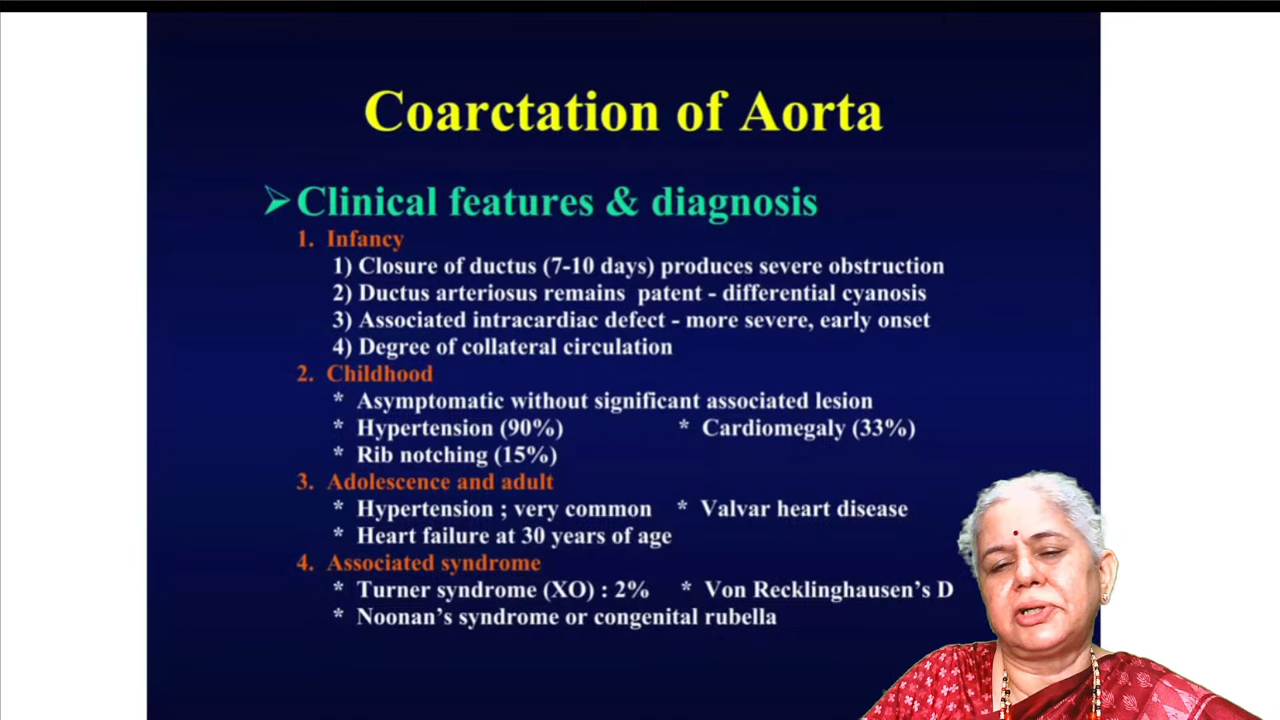 Coarctation of Aorta
➢Clinical features & diagnosis
1. Infancy
1) Closure of ductus (7-10 days) produces severe obstruction
2) Ductus arteriosus remains patent - differential cyanosis
3) Associated intracardiac defect - more severe, early onset
4) Degree of collateral circulation
2. Childhood
* Asymptomatic without significant associated lesion
* Hypertension (90%) * Cardiomegaly (33%)
* Rib notching (15%)
3. Adolescence and adult
* Hypertension ; very common * Valvar heart disease
* Heart failure at 30 years of age
4. Associated syndrome
* Turner syndrome (XO) : 2% * Von Recklinghausen's D
* Noonan's syndrome or congenital rubella